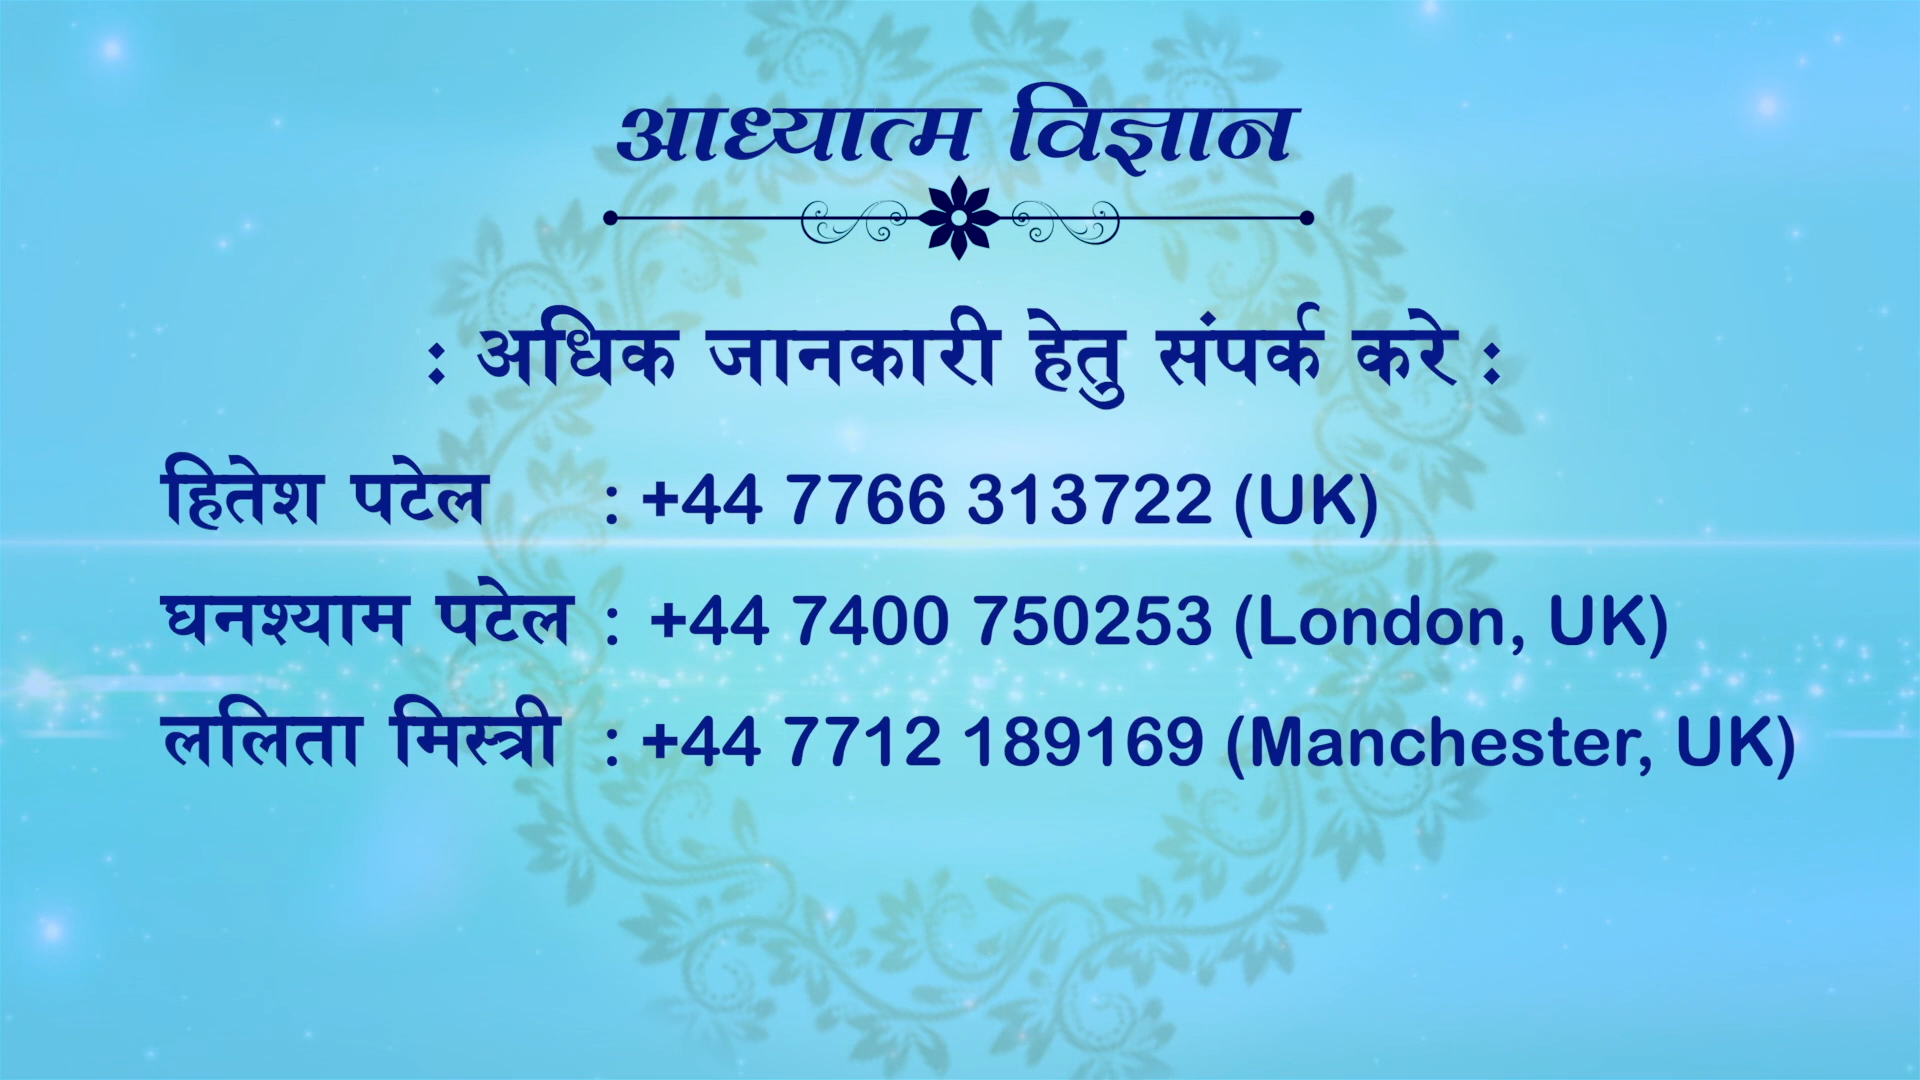 आध्यात्म विज्ञान
: अधिक जानकारी हेतु संपर्क करे :
हितेश पटेल : +44 7766 313722 (UK)
घनश्याम पटेल : +44 7400 750253 (London, UK)
ललिता मिस्त्री : +44 7712 189169 (Manchester, UK)